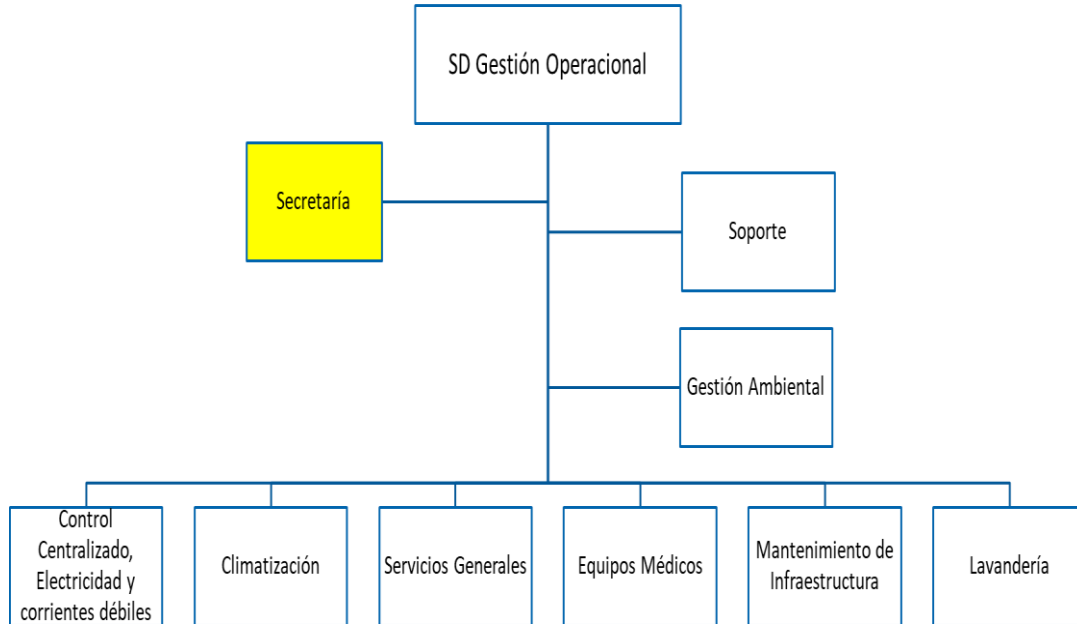 SD Gestión Operacional
Secretaría
Soporte
Gestión Ambiental
Control
Centralizado,
Electricidad y
corrientes débiles
Climatización
Servicios Generales
Equipos Médicos
Mantenimiento de
Infraestructura
Lavandería